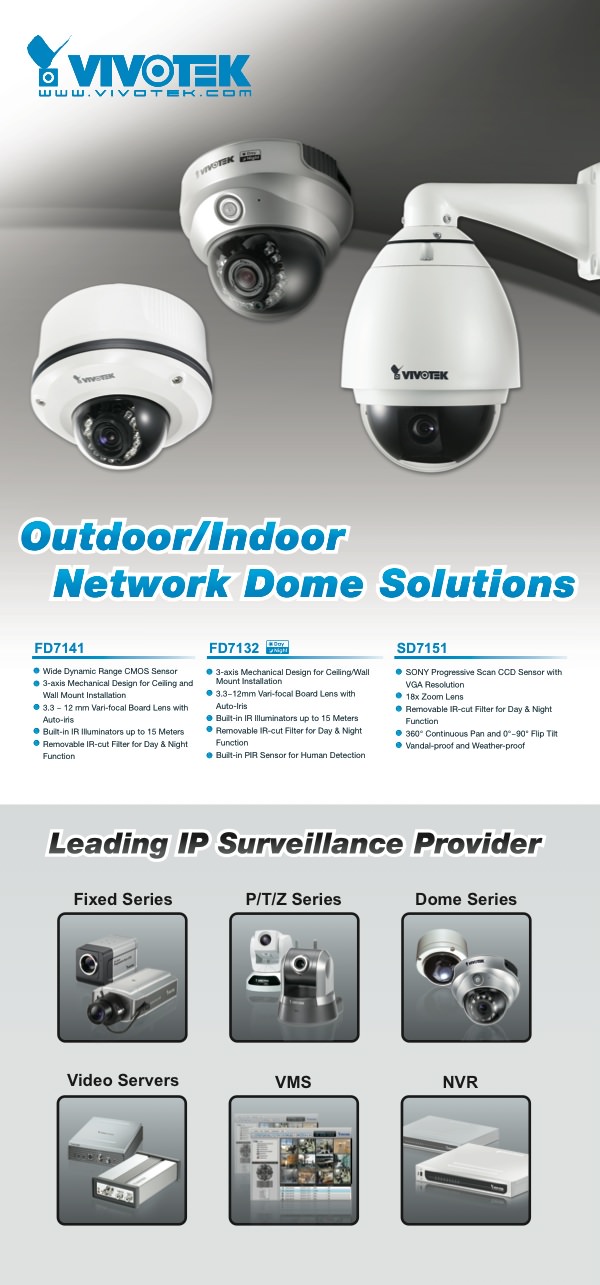 VIVOTEK
WWW.VIVOTEK.COM
VIVOTEK Day
Night
VIVOTEK
VIVOTEK
Outdoor/Indoor
Network Dome Solutions
FD7141
Wide Dynamic Range CMOS Sensor
3-axis Mechanical Design for Ceiling and
Wall Mount Installation
3.3 - 12 mm Vari-focal Board Lens with
Auto-iris
Built-in IR Illuminators up to 15 Meters
Removable IR-cut Filter for Day & Night
Function
FD7132 Day
Night
3-axis Mechanical Design for Ceiling/Wall
Mount Installation
3.3~12mm Vari-focal Board Lens with
Auto-Iris
Built-in IR Illuminators up to 15 Meters
Removable IR-cut Filter for Day & Night
Function
Built-in PIR Sensor for Human Detection
SD7151
SONY Progressive Scan CCD Sensor with
VGA Resolution
18x Zoom Lens
Removable IR-cut Filter for Day & Night
Function
360° Continuous Pan and 0°~90° Flip Tilt
Vandal-proof and Weather-proof
Leading IP Surveillance Provider
Fixed Series
P/T/Z Series
Dome Series
Video Servers
VMS
NVR